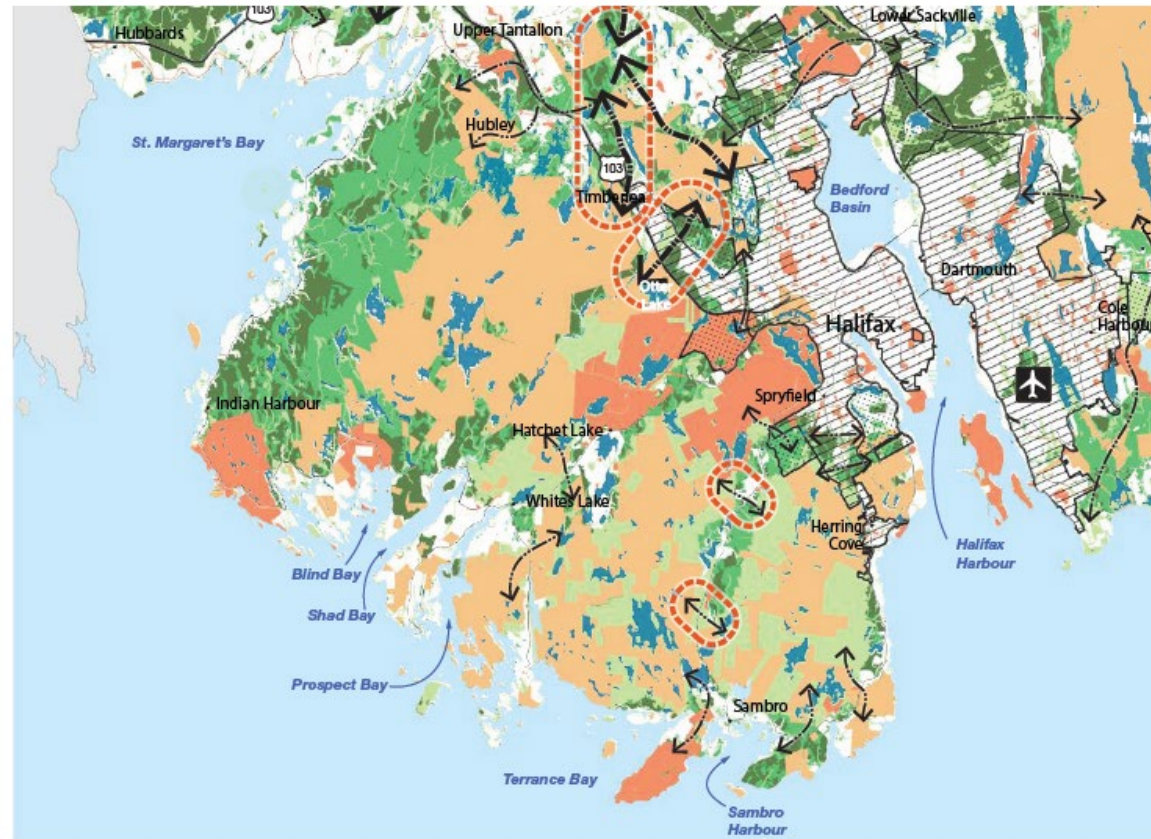 103
Hubbards
Upper Tantallon
Lower Sackville
St. Margaret's Bay
Hubley
103
Timberlea
Bedford
Basin
Otter
Lake
Dartmouth
Cole
Harbour
Halifax
Spryfield
Indian Harbour
Hatchet Lake
Whites Lake
Herring
Cove
Halifax
Harbour
Blind Bay
Shad Bay
Prospect Bay
Sambro
Terrance Bay
Sambro
Harbour